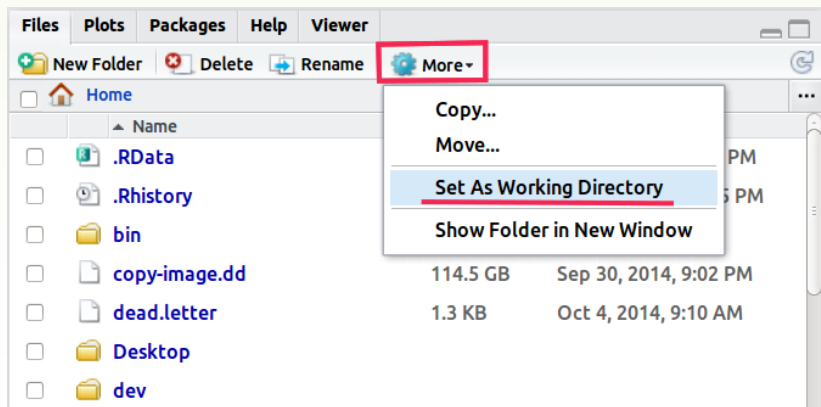 Files Plots Packages Help Viewer
New Folder Delete Rename More
Home ...
Name
Copy...
Move...
Set As Working Directory
Show Folder in New Window
.RData PM
.Rhistory 5 PM
bin
copy-image.dd 114.5 GB Sep 30, 2014, 9:02 PM
dead.letter 1.3 KB Oct 4, 2014, 9:10 AM
Desktop
dev